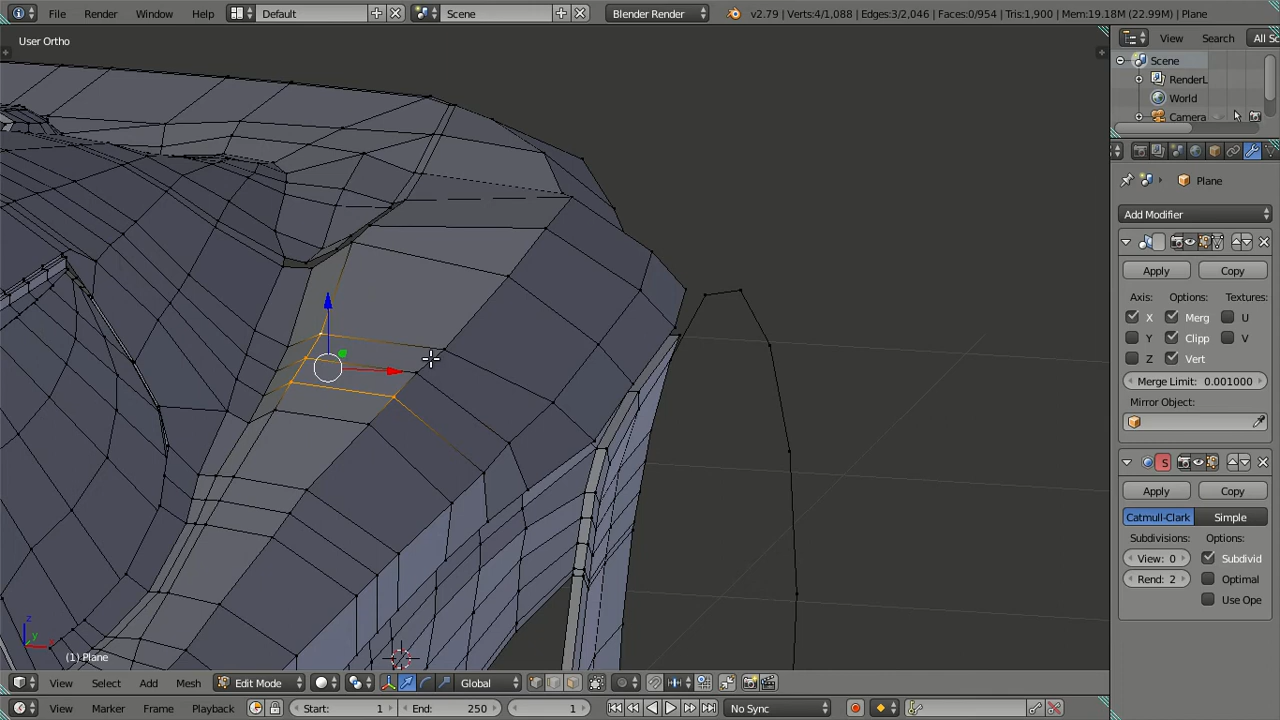 File Render Window Help Default Scene Blender Render v2.79 | Verts:4/1,088 | Edges:3/2,046 | Faces:0/954 | Tris:1,900 | Mem:19.18M (22.99M) | Plane
User Ortho
View Search All Sc
Scene
RenderL
World
Camera
Plane
Add Modifier
Apply Copy
Axis: Options: Textures:
X Merg U
Y Clipp V
Z Vert
Merge Limit: 0.001000
Mirror Object:
S
Apply Copy
Catmull-Clark Simple
Subdivisions: Options:
View: 0 Subdivid
Rend: 2 Optimal
Use Ope
z
y
x
(1) Plane
View Select Add Mesh Edit Mode Global
View Marker Frame Playback Start: 1 End: 250 1 No Sync